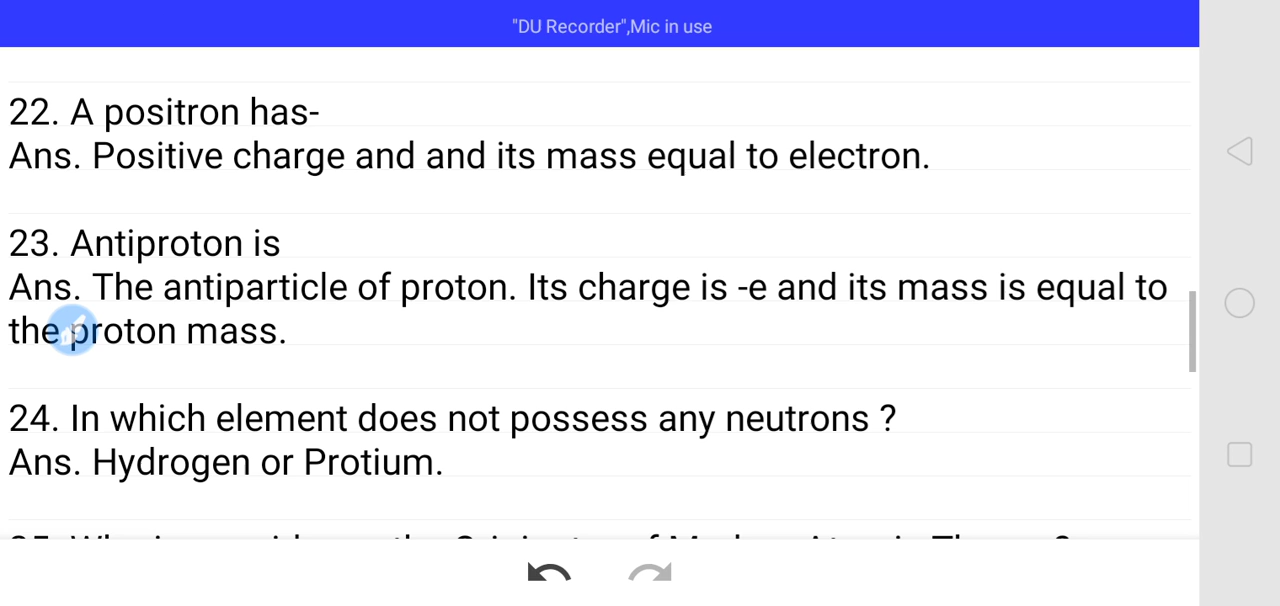 "DU Recorder",Mic in use
22. A positron has-
Ans. Positive charge and and its mass equal to electron.
23. Antiproton is
Ans. The antiparticle of proton. Its charge is -e and its mass is equal to
the proton mass.
24. In which element does not possess any neutrons ?
Ans. Hydrogen or Protium.